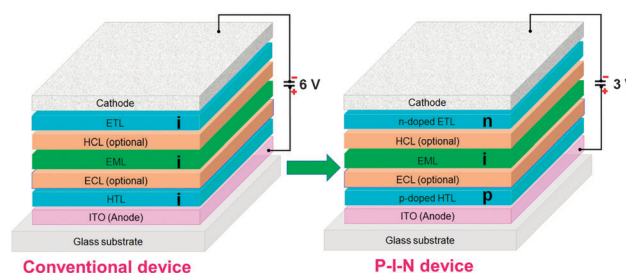 Cathode
ETL i
HCL (optional)
EML i
ECL (optional)
HTL i
ITO (Anode)
Glass substrate
- 6 V
+
Conventional device
Cathode
n-doped ETL n
HCL (optional)
EML i
ECL (optional)
p-doped HTL p
ITO (Anode)
Glass substrate
- 3 V
+
P-I-N device